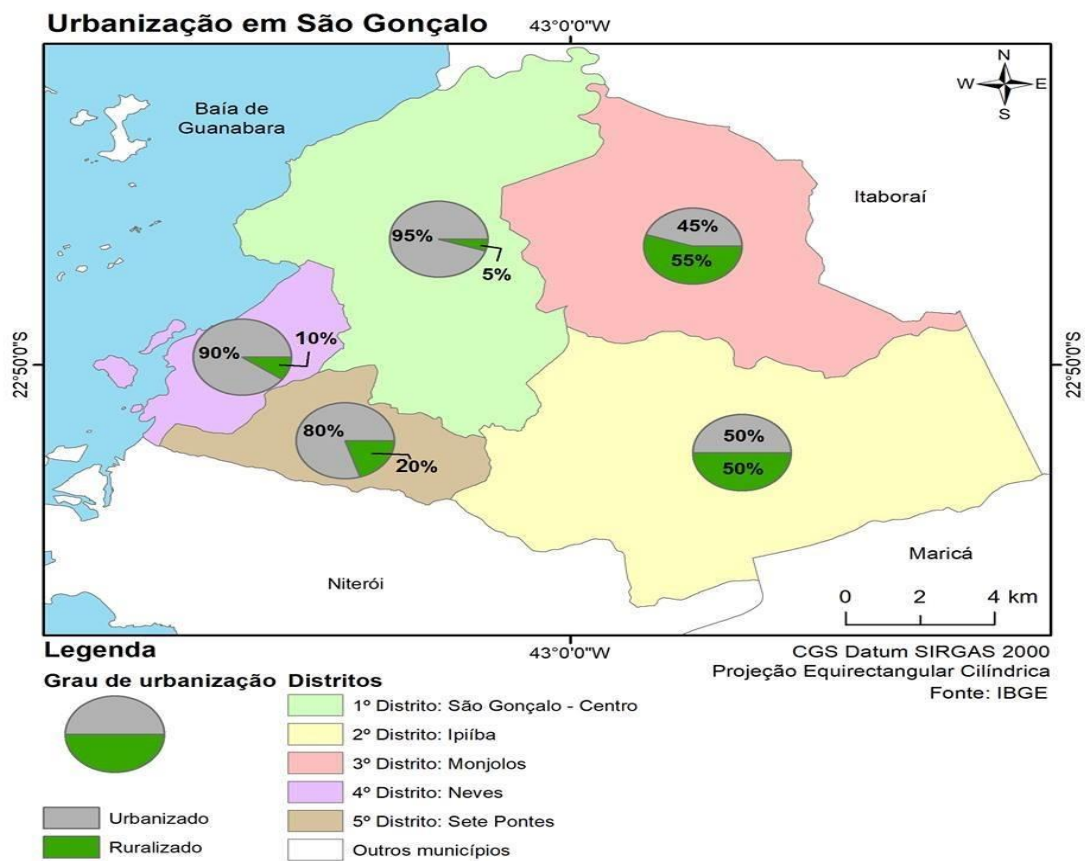 Urbanização em São Gonçalo
43°0'0"W
N
W
E
S
Baía de
Guanabara
Itaboraí
95%
5%
45%
55%
22°50'0"S
90%
10%
22°50'0"S
80%
20%
50%
50%
Maricá
Niterói
0 2 4 km
43°0'0"W
Legenda
CGS Datum SIRGAS 2000
Projeção Equirectangular Cilíndrica
Fonte: IBGE
Grau de urbanização
Urbanizado
Ruralizado
Distritos
1º Distrito: São Gonçalo - Centro
2º Distrito: Ipiíba
3º Distrito: Monjolos
4º Distrito: Neves
5º Distrito: Sete Pontes
Outros municípios